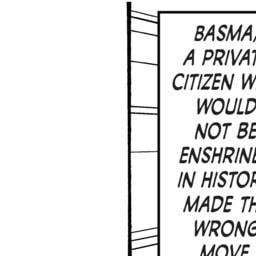 BASMA,
A PRIVAT
CITIZEN W
WOULD
NOT BE
ENSHRINE
IN HISTOR
MADE TH
WRONG
MOVE